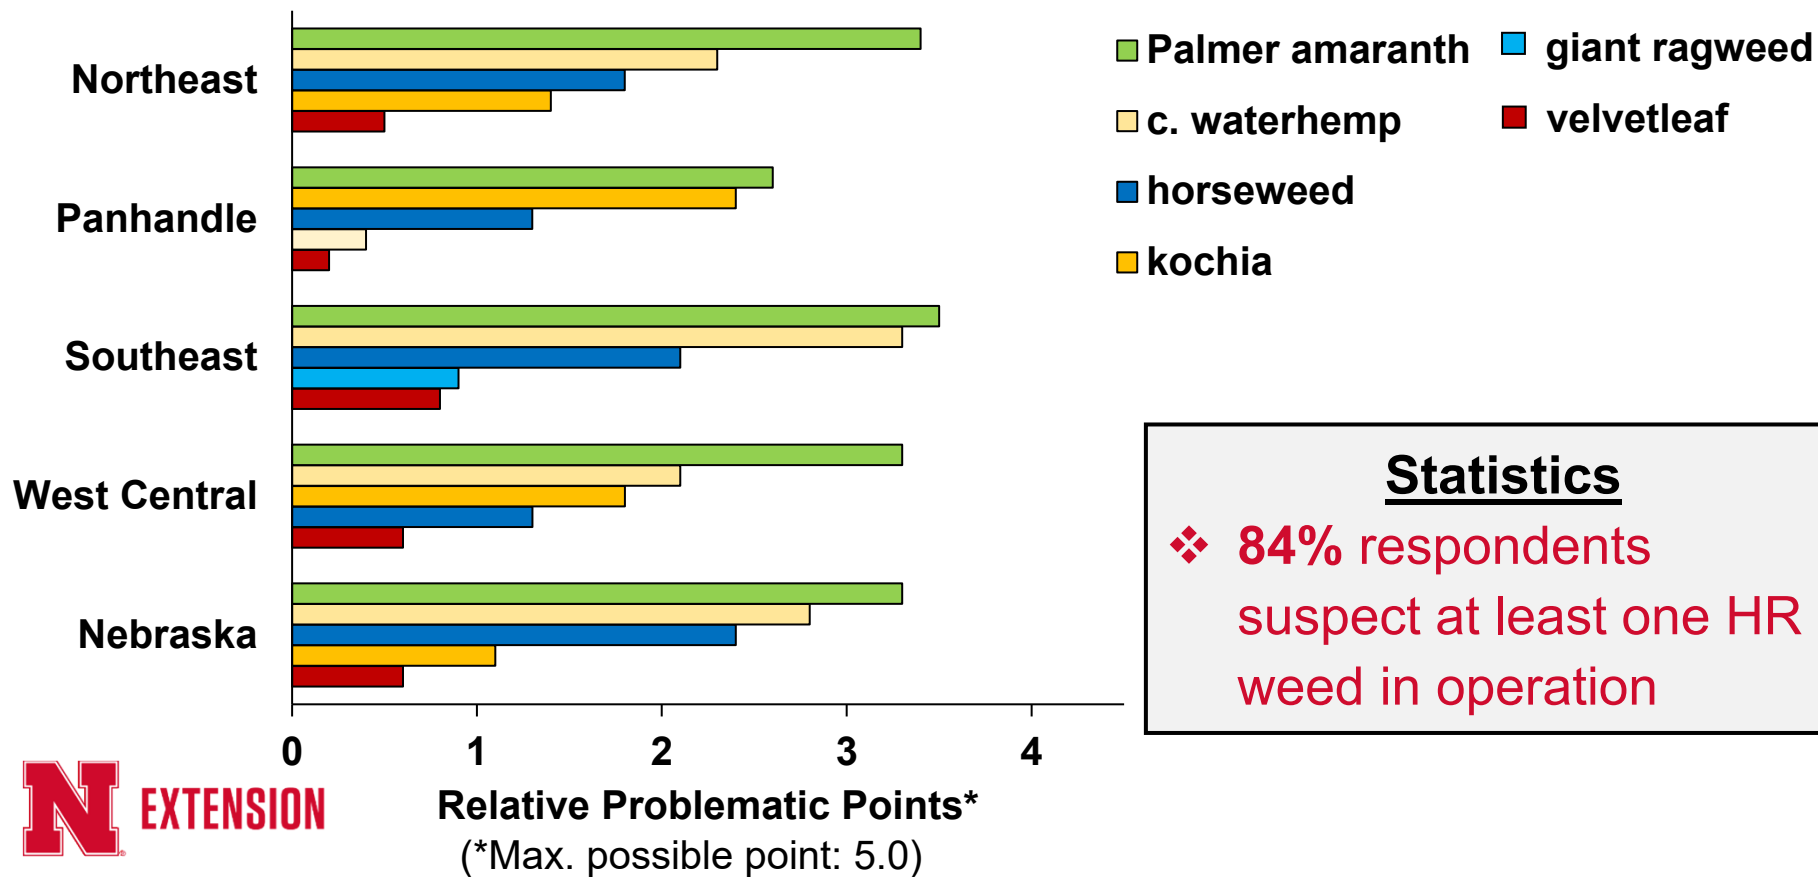 Northeast
Panhandle
Southeast
West Central
Nebraska
0 1 2 3 4
Relative Problematic Points*
(*Max. possible point: 5.0)
Palmer amaranth
c. waterhemp
horseweed
kochia
giant ragweed
velvetleaf
Statistics
❖ 84% respondents
suspect at least one HR
weed in operation
N EXTENSION